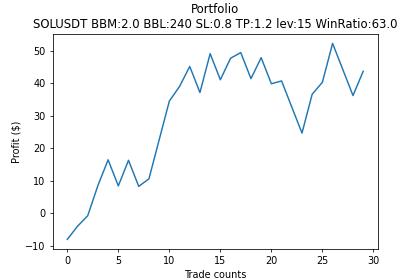 Portfolio
SOLUSDT BBM:2.0 BBL:240 SL:0.8 TP:1.2 lev:15 WinRatio:63.0
50
40
30
20
10
0
−10
Profit ($)
0 5 10 15 20 25 30
Trade counts